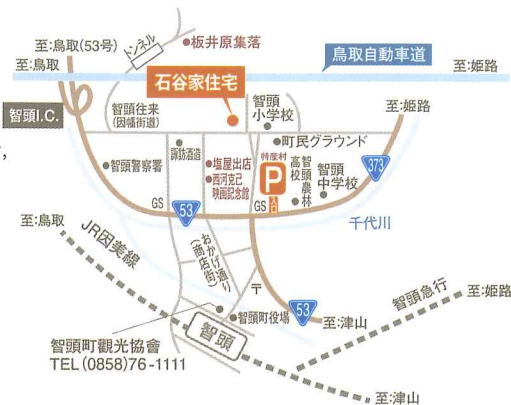 至:鳥取(53号)
トンネル
板井原集落
至:鳥取
鳥取自動車道
至:姫路
石谷家住宅
智頭I.C.
智頭往来
(因幡街道)
智頭
小学校
至:姫路
町民グラウンド
諏訪酒造
塩屋出店
特産村
智頭警察署
西河克己
映画記念館
P
入口
智頭農林
高校
智頭
中学校
373
GS
53
GS
千代川
至:鳥取
JR因美線
おかげ通り
(商店街)
〒
53
至:津山
智頭急行
至:姫路
智頭町役場
智頭
智頭町觀光協會
TEL(0858)76-1111
至:津山